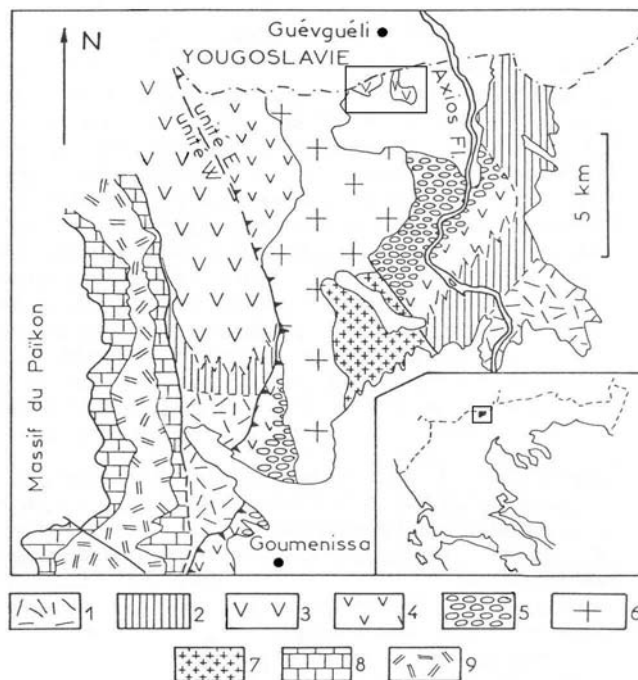 N
Guévguéli
YOUGOSLAVIE
Axios Fl.
unité E
unité W
5 km
Massif du Païkon
Goumenissa
1 2 3 4 5 6
7 8 9